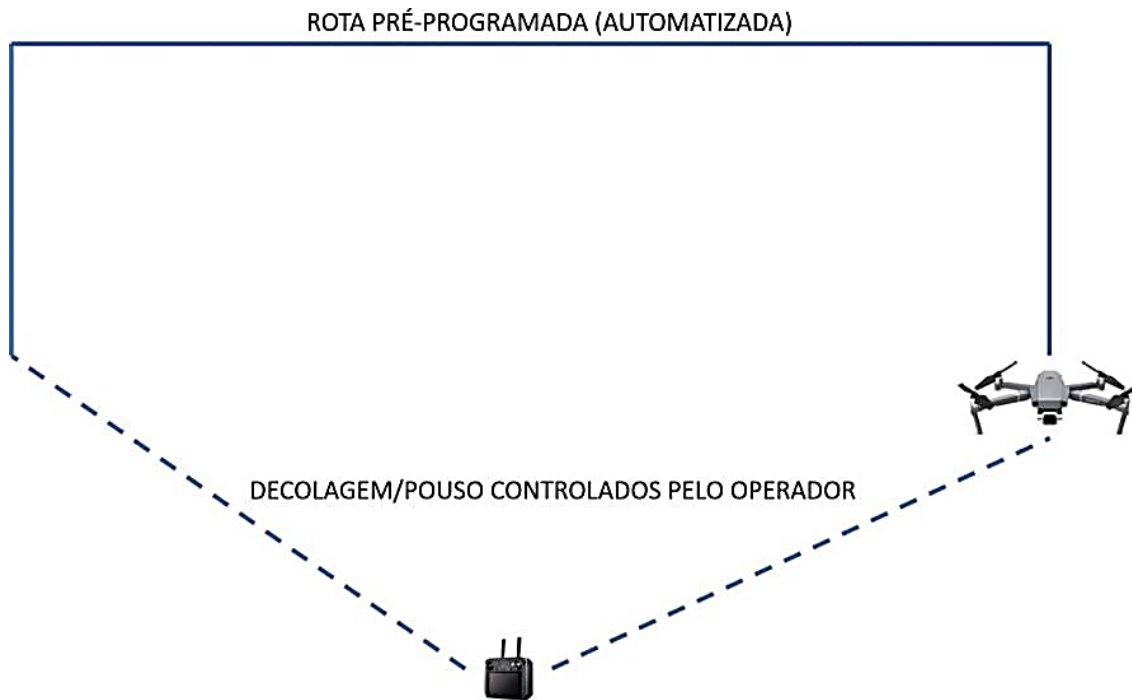 ROTA PRÉ-PROGRAMADA (AUTOMATIZADA)
DECOLAGEM/POUSO CONTROLADOS PELO OPERADOR